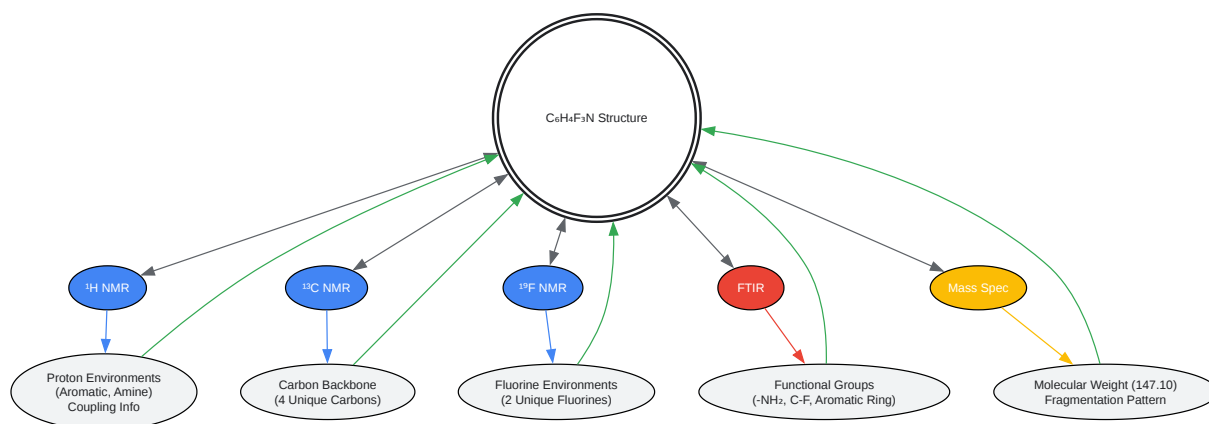 C₆H₄F₃N Structure
¹H NMR
¹³C NMR
¹⁹F NMR
FTIR
Mass Spec
Proton Environments
(Aromatic, Amine)
Coupling Info
Carbon Backbone
(4 Unique Carbons)
Fluorine Environments
(2 Unique Fluorines)
Functional Groups
(-NH₂, C-F, Aromatic Ring)
Molecular Weight (147.10)
Fragmentation Pattern